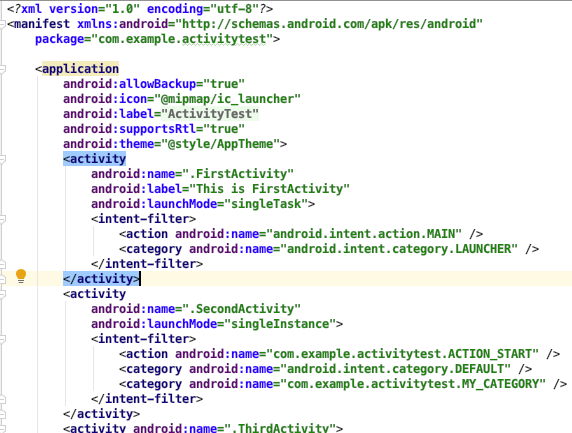 <?xml version="1.0" encoding="utf-8"?>
<manifest xmlns:android="http://schemas.android.com/apk/res/android"
    package="com.example.activitytest">

    <application
        android:allowBackup="true"
        android:icon="@mipmap/ic_launcher"
        android:label="ActivityTest"
        android:supportsRtl="true"
        android:theme="@style/AppTheme">
        <activity
            android:name=".FirstActivity"
            android:label="This is FirstActivity"
            android:launchMode="singleTask">
            <intent-filter>
                <action android:name="android.intent.action.MAIN" />
                <category android:name="android.intent.category.LAUNCHER" />
            </intent-filter>
        </activity>
        <activity
            android:name=".SecondActivity"
            android:launchMode="singleInstance">
            <intent-filter>
                <action android:name="com.example.activitytest.ACTION_START" />
                <category android:name="android.intent.category.DEFAULT" />
                <category android:name="com.example.activitytest.MY_CATEGORY" />
            </intent-filter>
        </activity>
        <activity android:name=".ThirdActivity">